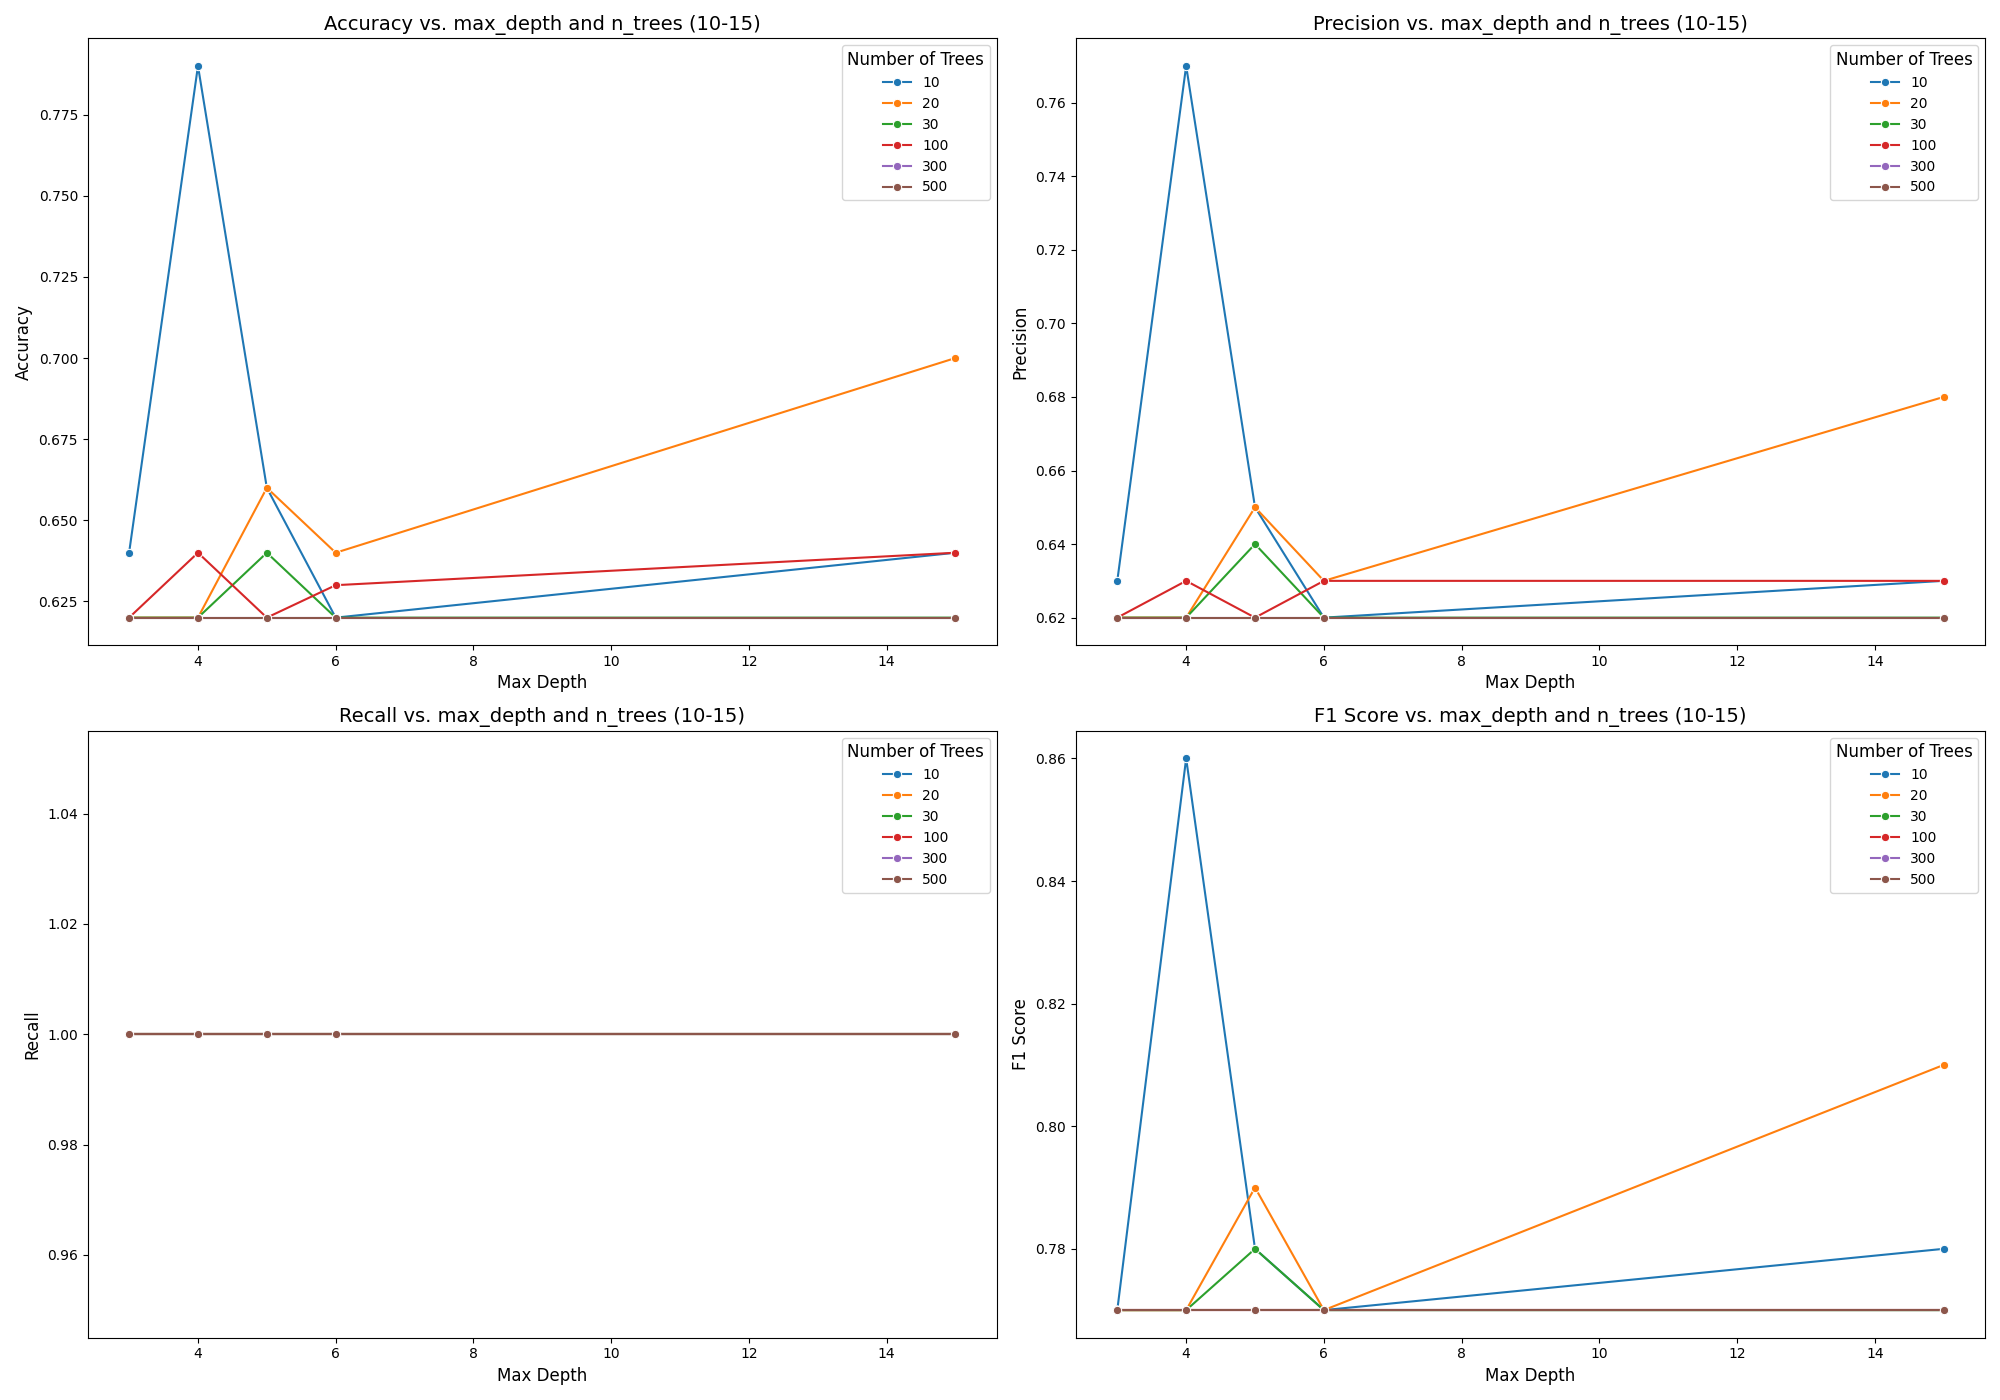 Accuracy vs. max_depth and n_trees (10-15)
Accuracy
0.775
0.750
0.725
0.700
0.675
0.650
0.625
4 6 8 10 12 14
Max Depth
Number of Trees
10
20
30
100
300
500
Precision vs. max_depth and n_trees (10-15)
Precision
0.76
0.74
0.72
0.70
0.68
0.66
0.64
0.62
4 6 8 10 12 14
Max Depth
Number of Trees
10
20
30
100
300
500
Recall vs. max_depth and n_trees (10-15)
Recall
1.04
1.02
1.00
0.98
0.96
4 6 8 10 12 14
Max Depth
Number of Trees
10
20
30
100
300
500
F1 Score vs. max_depth and n_trees (10-15)
F1 Score
0.86
0.84
0.82
0.80
0.78
4 6 8 10 12 14
Max Depth
Number of Trees
10
20
30
100
300
500